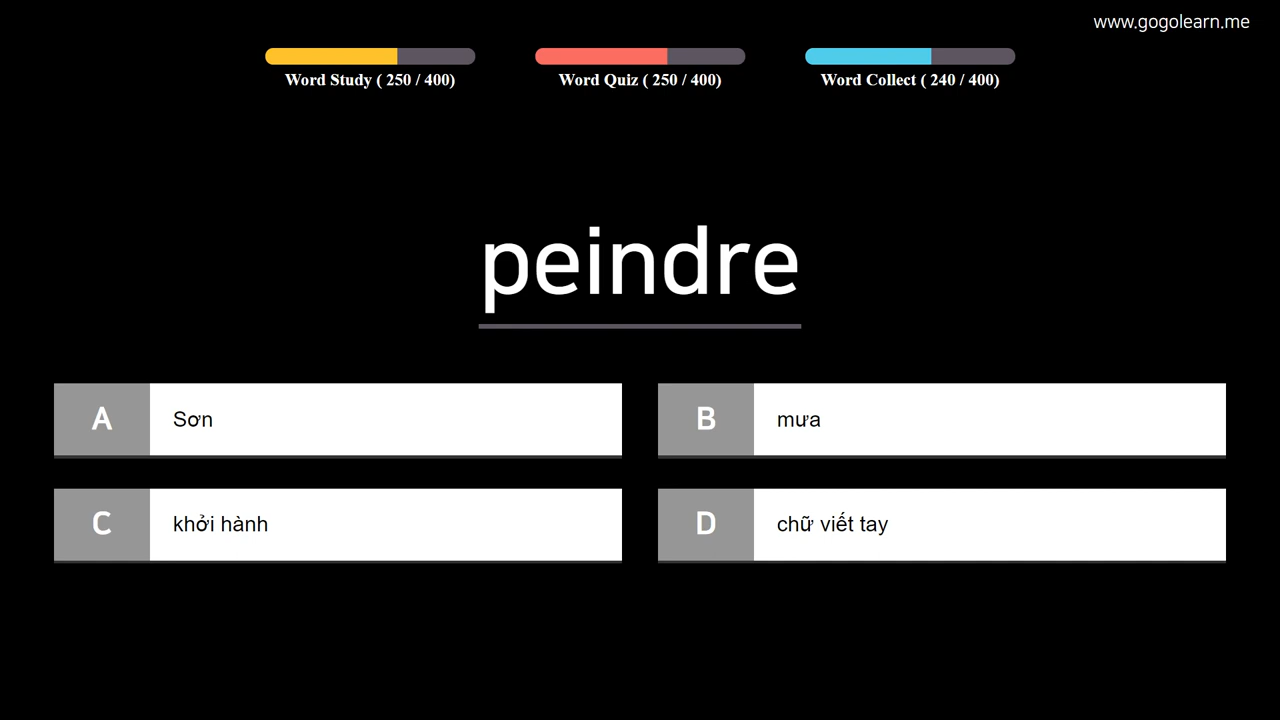 www.gogolearn.me
Word Study ( 250 / 400)
Word Quiz ( 250 / 400)
Word Collect ( 240 / 400)
peindre
A Sơn
B mưa
C khởi hành
D chữ viết tay